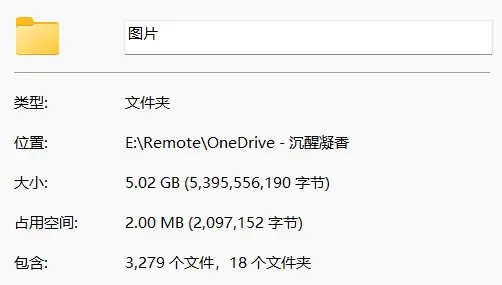 图片
类型: 文件夹
位置: E:\Remote\OneDrive - 沉醒凝香
大小: 5.02 GB (5,395,556,190 字节)
占用空间: 2.00 MB (2,097,152 字节)
包含: 3,279 个文件，18 个文件夹